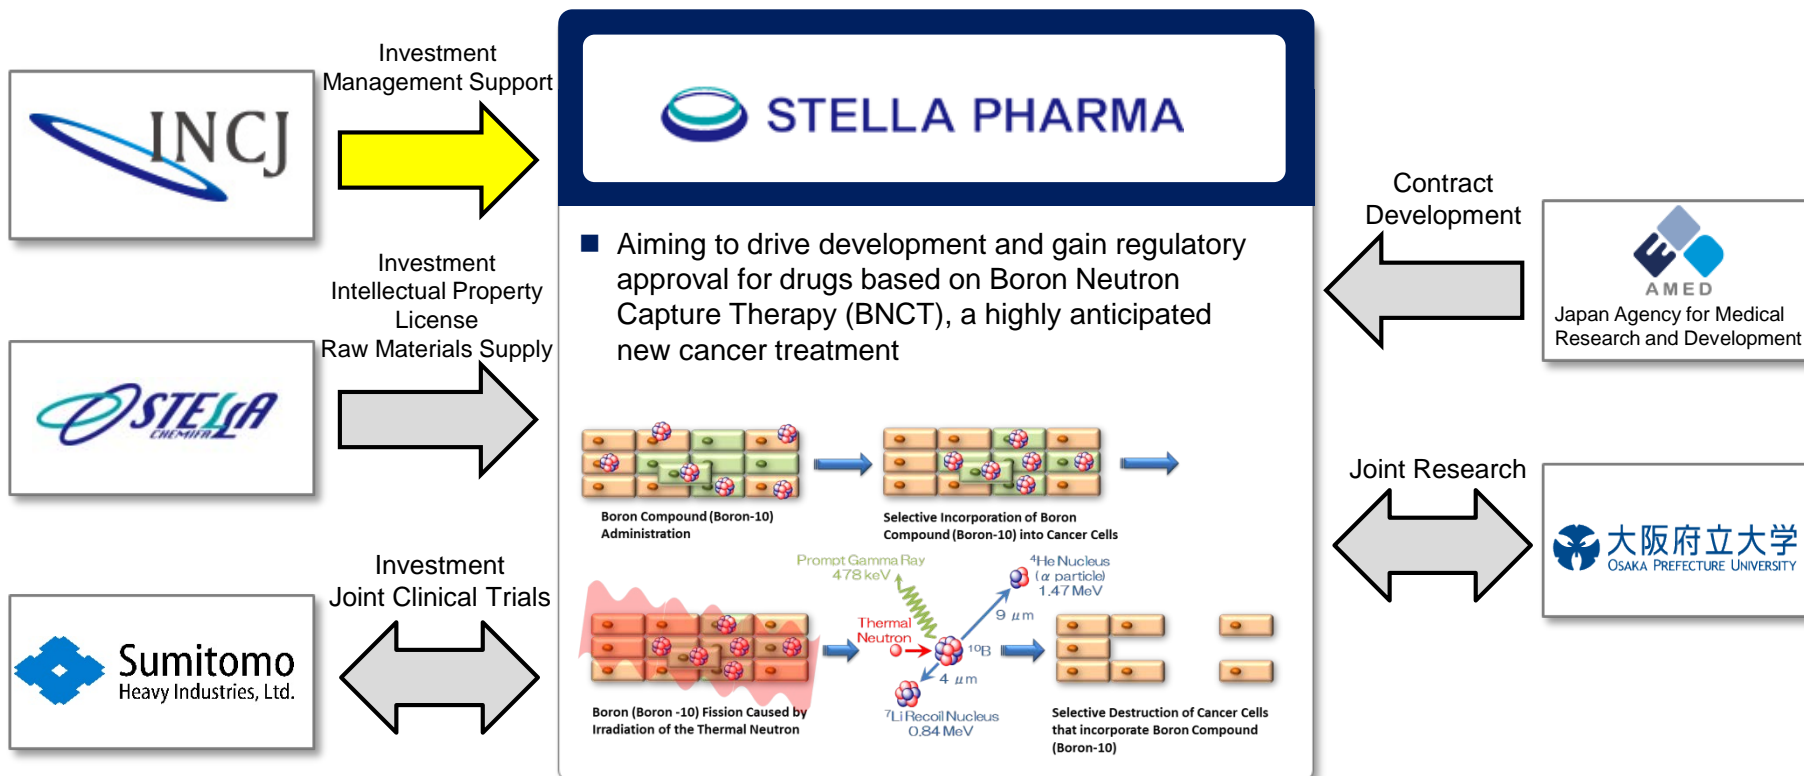 Investment
Management Support
INCJ
STELLA PHARMA
Investment
Intellectual Property
License
Raw Materials Supply
STELLA
CHEMIFA
Investment
Joint Clinical Trials
Sumitomo
Heavy Industries, Ltd.
■ Aiming to drive development and gain regulatory
approval for drugs based on Boron Neutron
Capture Therapy (BNCT), a highly anticipated
new cancer treatment
Boron Compound (Boron-10)
Administration
Selective Incorporation of Boron
Compound (Boron-10) into Cancer Cells
Prompt Gamma Ray
478 keV
⁴He Nucleus
(α particle)
1.47 MeV
9 μm
Thermal
Neutron
¹⁰B
4 μm
⁷Li Recoil Nucleus
0.84 MeV
Boron (Boron -10) Fission Caused by
Irradiation of the Thermal Neutron
Selective Destruction of Cancer Cells
that incorporate Boron Compound
(Boron-10)
Contract
Development
AMED
Japan Agency for Medical
Research and Development
Joint Research
大阪府立大学
OSAKA PREFECTURE UNIVERSITY